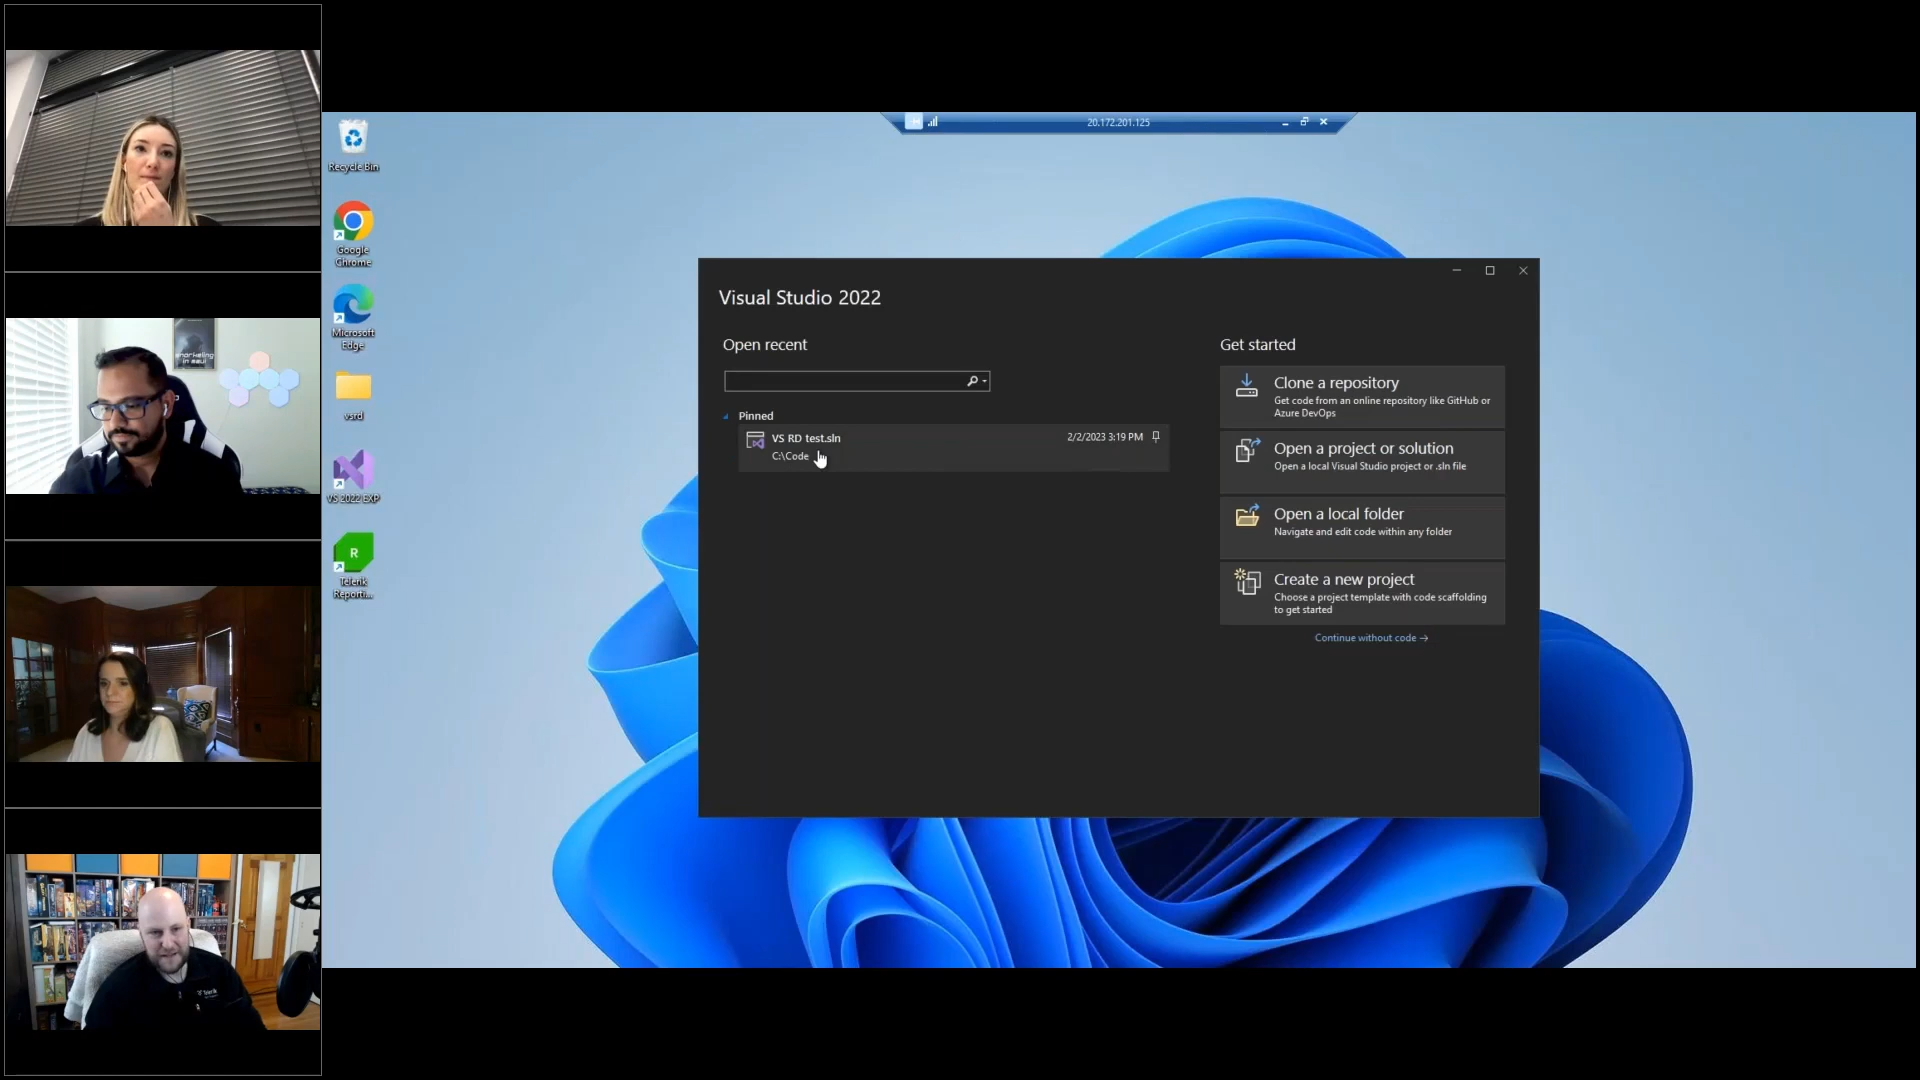 20.172.201.125
Recycle Bin
Google
Chrome
Microsoft
Edge
vsrd
VS 2022 EXP
R
Telerik
Reporti...
Visual Studio 2022
Open recent
Pinned
VS RD test.sln
2/2/2023 3:19 PM
C:\Code
Get started
Clone a repository
Get code from an online repository like GitHub or
Azure DevOps
Open a project or solution
Open a local Visual Studio project or .sln file
Open a local folder
Navigate and edit code within any folder
Create a new project
Choose a project template with code scaffolding
to get started
Continue without code →
snorkeling
in maui